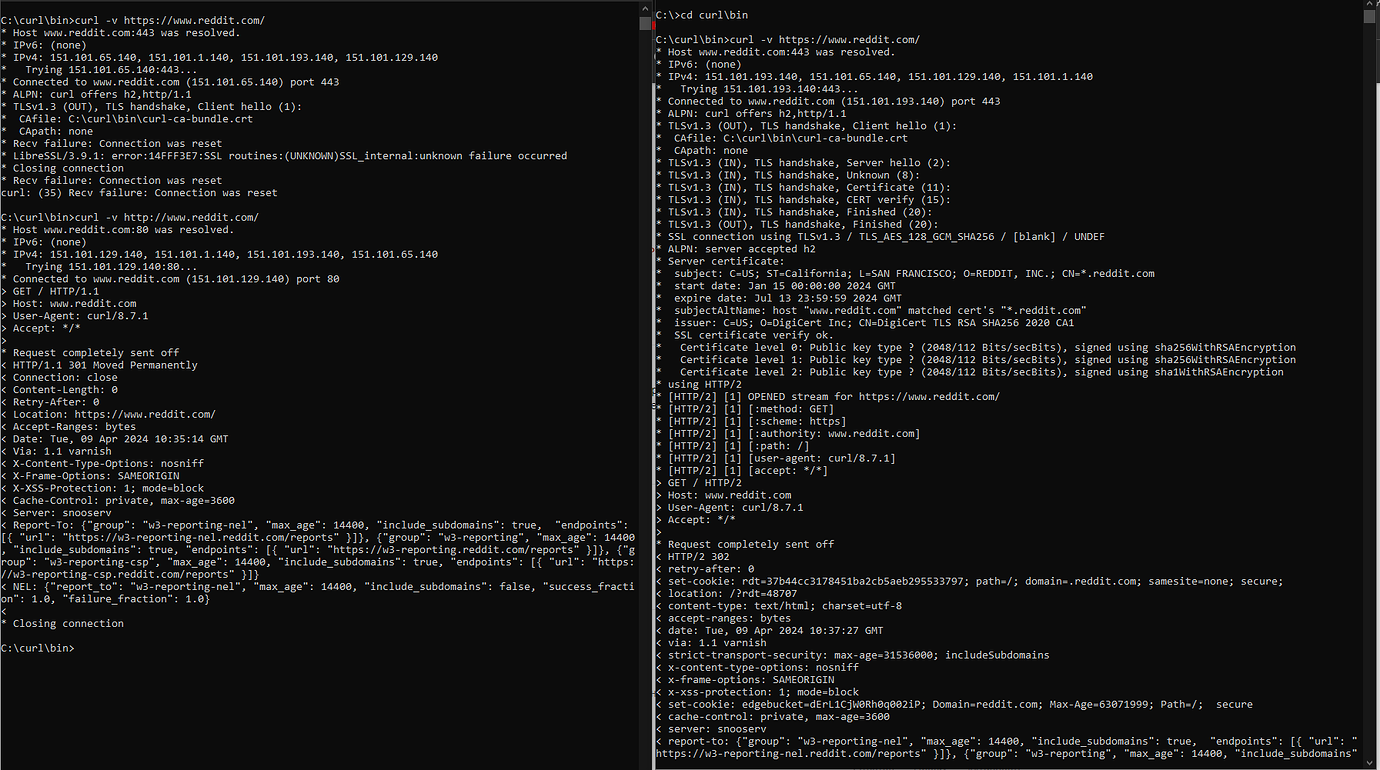 C:\curl\bin>curl -v https://www.reddit.com/
* Host www.reddit.com:443 was resolved.
* IPv6: (none)
* IPv4: 151.101.65.140, 151.101.1.140, 151.101.193.140, 151.101.129.140
*   Trying 151.101.65.140:443...
* Connected to www.reddit.com (151.101.65.140) port 443
* ALPN: curl offers h2,http/1.1
* TLSv1.3 (OUT), TLS handshake, Client hello (1):
*  CAfile: C:\curl\bin\curl-ca-bundle.crt
*  CApath: none
* Recv failure: Connection was reset
* LibreSSL/3.9.1: error:14FFF3E7:SSL routines:(UNKNOWN)SSL_internal:unknown failure occurred
* Closing connection
* Recv failure: Connection was reset
curl: (35) Recv failure: Connection was reset
C:\curl\bin>curl -v http://www.reddit.com/
* Host www.reddit.com:80 was resolved.
* IPv6: (none)
* IPv4: 151.101.129.140, 151.101.1.140, 151.101.193.140, 151.101.65.140
*   Trying 151.101.129.140:80...
* Connected to www.reddit.com (151.101.129.140) port 80
> GET / HTTP/1.1
> Host: www.reddit.com
> User-Agent: curl/8.7.1
> Accept: */*
>
* Request completely sent off
< HTTP/1.1 301 Moved Permanently
< Connection: close
< Content-Length: 0
< Retry-After: 0
< Location: https://www.reddit.com/
< Accept-Ranges: bytes
< Date: Tue, 09 Apr 2024 10:35:14 GMT
< Via: 1.1 varnish
< X-Content-Type-Options: nosniff
< X-Frame-Options: SAMEORIGIN
< X-XSS-Protection: 1; mode=block
< Cache-Control: private, max-age=3600
< Server: snooserv
< Report-To: {"group": "w3-reporting-nel", "max_age": 14400, "include_subdomains": true,  "endpoints":
[{ "url": "https://w3-reporting-nel.reddit.com/reports" }]}, {"group": "w3-reporting", "max_age": 14400
, "include_subdomains": true, "endpoints": [{ "url": "https://w3-reporting.reddit.com/reports" }]}, {"g
roup": "w3-reporting-csp", "max_age": 14400, "include_subdomains": true, "endpoints": [{ "url": "https:
//w3-reporting-csp.reddit.com/reports" }]}
< NEL: {"report_to": "w3-reporting-nel", "max_age": 14400, "include_subdomains": false, "success_fracti
on": 1.0, "failure_fraction": 1.0}
<
* Closing connection
C:\curl\bin>
C:\>cd curl\bin
C:\curl\bin>curl -v https://www.reddit.com/
* Host www.reddit.com:443 was resolved.
* IPv6: (none)
* IPv4: 151.101.193.140, 151.101.65.140, 151.101.129.140, 151.101.1.140
*   Trying 151.101.193.140:443...
* Connected to www.reddit.com (151.101.193.140) port 443
* ALPN: curl offers h2,http/1.1
* TLSv1.3 (OUT), TLS handshake, Client hello (1):
*  CAfile: C:\curl\bin\curl-ca-bundle.crt
*  CApath: none
* TLSv1.3 (IN), TLS handshake, Server hello (2):
* TLSv1.3 (IN), TLS handshake, Unknown (8):
* TLSv1.3 (IN), TLS handshake, Certificate (11):
* TLSv1.3 (IN), TLS handshake, CERT verify (15):
* TLSv1.3 (IN), TLS handshake, Finished (20):
* TLSv1.3 (OUT), TLS handshake, Finished (20):
* SSL connection using TLSv1.3 / TLS_AES_128_GCM_SHA256 / [blank] / UNDEF
* ALPN: server accepted h2
* Server certificate:
*  subject: C=US; ST=California; L=SAN FRANCISCO; O=REDDIT, INC.; CN=*.reddit.com
*  start date: Jan 15 00:00:00 2024 GMT
*  expire date: Jul 13 23:59:59 2024 GMT
*  subjectAltName: host "www.reddit.com" matched cert's "*.reddit.com"
*  issuer: C=US; O=DigiCert Inc; CN=DigiCert TLS RSA SHA256 2020 CA1
*  SSL certificate verify ok.
*   Certificate level 0: Public key type ? (2048/112 Bits/secBits), signed using sha256WithRSAEncryption
*   Certificate level 1: Public key type ? (2048/112 Bits/secBits), signed using sha256WithRSAEncryption
*   Certificate level 2: Public key type ? (2048/112 Bits/secBits), signed using sha1WithRSAEncryption
* using HTTP/2
* [HTTP/2] [1] OPENED stream for https://www.reddit.com/
* [HTTP/2] [1] [:method: GET]
* [HTTP/2] [1] [:scheme: https]
* [HTTP/2] [1] [:authority: www.reddit.com]
* [HTTP/2] [1] [:path: /]
* [HTTP/2] [1] [user-agent: curl/8.7.1]
* [HTTP/2] [1] [accept: */*]
> GET / HTTP/2
> Host: www.reddit.com
> User-Agent: curl/8.7.1
> Accept: */*
>
* Request completely sent off
< HTTP/2 302
< retry-after: 0
< set-cookie: rdt=37b44cc3178451ba2cb5aeb295533797; path=/; domain=.reddit.com; samesite=none; secure;
< location: /?rdt=48707
< content-type: text/html; charset=utf-8
< accept-ranges: bytes
< date: Tue, 09 Apr 2024 10:37:27 GMT
< via: 1.1 varnish
< strict-transport-security: max-age=31536000; includeSubdomains
< x-content-type-options: nosniff
< x-frame-options: SAMEORIGIN
< x-xss-protection: 1; mode=block
< set-cookie: edgebucket=dErL1CjW0Rh0q002iP; Domain=reddit.com; Max-Age=63071999; Path=/;  secure
< cache-control: private, max-age=3600
< server: snooserv
< report-to: {"group": "w3-reporting-nel", "max_age": 14400, "include_subdomains": true,  "endpoints": [{ "url": "
https://w3-reporting-nel.reddit.com/reports" }]}, {"group": "w3-reporting", "max_age": 14400, "include_subdomains"